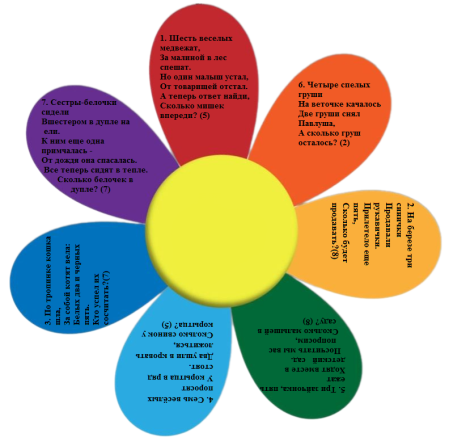 1. Шесть веселых
медвежат,
За малиной в лес
спешат.
Но один малыш устал,
От товарищей отстал.
А теперь ответ найди,
Сколько мишек
впереди? (5)
2. На березе три
синички
Продавали
рукавички.
Прилетело еще
пять,
Сколько будет
продавать?(8)
3. По тропинке кошка
шла,
За собой котят вела:
Белых два и черных
пять.
Кто успел их
сосчитать?(7)
4. Семь весёлых
поросят
У корытца в ряд
стоят.
Два ушли в кровать
ложиться,
Сколько свинок у
корытца? (5)
5. Три зайчонка, пять
ежат
Ходят вместе в
детский сад.
Посчитать мы вас
попросим,
Сколько малышей в
саду? (8)
6. Четыре спелых
груши
На веточке качалось
Две груши снял
Павлуша,
А сколько груш
осталось? (2)
7. Сестры-белочки
сидели
Вшестером в дупле на
ели.
К ним еще одна
примчалась -
От дождя она спасалась.
Все теперь сидят в тепле.
Сколько белочек в
дупле? (7)